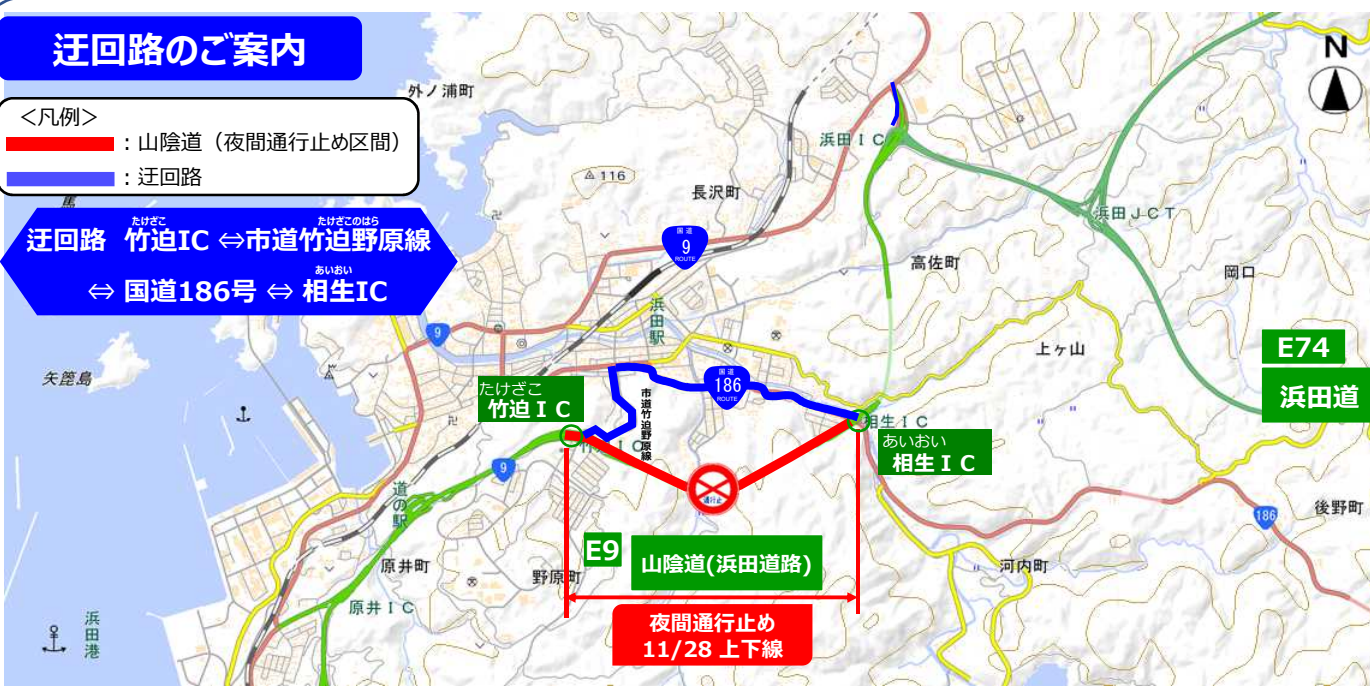 迂回路のご案内
<凡例>
：山陰道（夜間通行止め区間）
：迂回路
馬
たけざこ たけざこのはら
迂回路 竹迫IC ⇔市道竹迫野原線
あいおい
⇔ 国道186号 ⇔ 相生IC
N
外ノ浦町
116
長沢町
浜田IC
浜田JCT
国道
9
ROUTE
高佐町
岡口
浜田駅
9
上ヶ山
E74
浜田道
矢箆島
たけざこ
竹迫IC
市道竹迫野原線
国道
186
ROUTE
相生IC
あいおい
相生IC
9
道の駅
通行止
186
後野町
E9
山陰道(浜田道路)
原井町
野原町
河内町
原井IC
浜田港
夜間通行止め
11/28 上下線